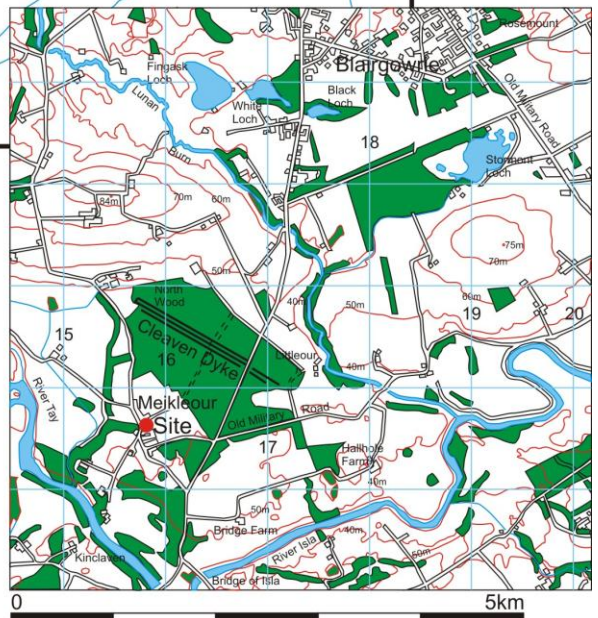 Rosemount
Blairgowrie
Fingask
Loch
Lunan
White
Loch
Black
Loch
Old Military Road
18
Burn
Stormont
Loch
84m
70m
60m
75m
70m
50m
North
Wood
40m
50m
60m
19
20
15
Cleaven Dyke
16
Littleour
40m
River Tay
Meikleour
Site
Old Military Road
17
Hallhole
Farm
40m
50m
Bridge Farm
40m
River Isla
50m
Kinclaven
Bridge of Isla
0 5km